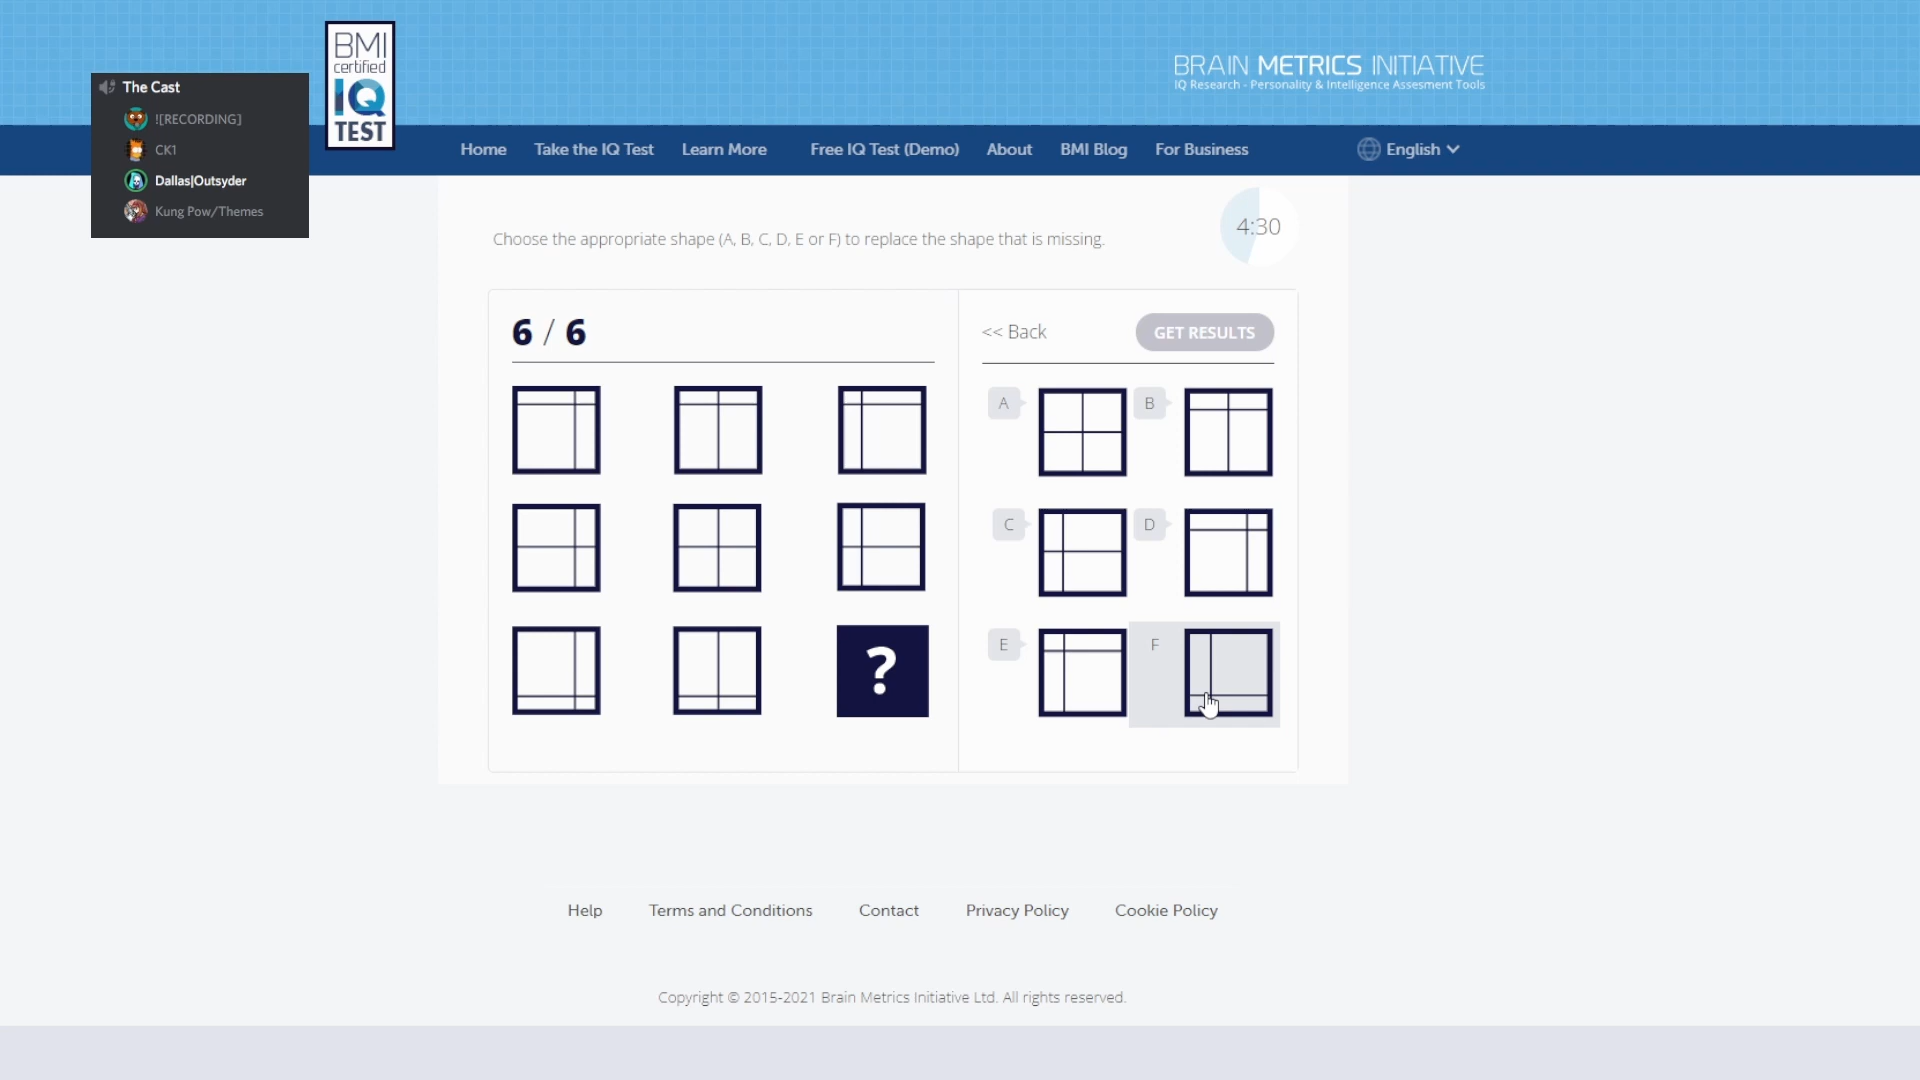 BMI
certified
IQ
TEST
BRAIN METRICS INITIATIVE
IQ Research - Personality & Intelligence Assesment Tools
The Cast
![RECORDING]
CK1
Dallas|Outsyder
Kung Pow/Themes
Home Take the IQ Test Learn More Free IQ Test (Demo) About BMI Blog For Business English
Choose the appropriate shape (A, B, C, D, E or F) to replace the shape that is missing.
4:30
6 / 6
<< Back
GET RESULTS
A
B
C
D
E
F
?
Help Terms and Conditions Contact Privacy Policy Cookie Policy
Copyright © 2015-2021 Brain Metrics Initiative Ltd. All rights reserved.